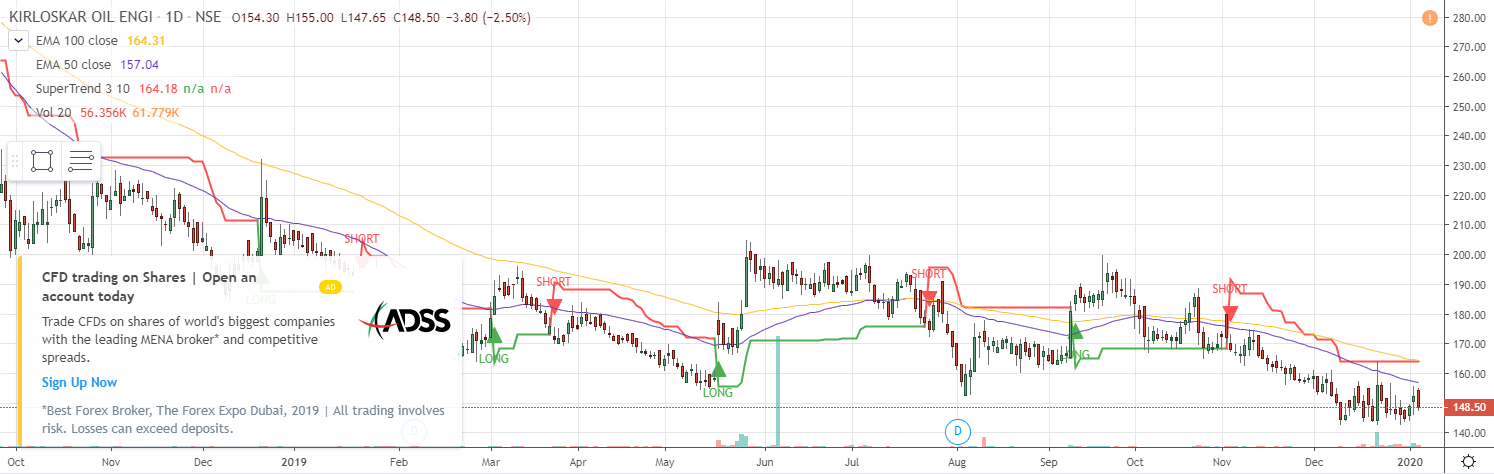 KIRLOSKAR OIL ENGI · 1D · NSE O154.30 H155.00 L147.65 C148.50 −3.80 (−2.50%)
EMA 100 close 164.31
EMA 50 close 157.04
SuperTrend 3 10 164.18 n/a n/a
Vol 20 56.356K 61.779K
280.00
270.00
260.00
250.00
240.00
230.00
220.00
210.00
200.00
190.00
180.00
170.00
160.00
148.50
140.00
SHORT
LONG
SHORT
LONG
LONG
SHORT
LONG
SHORT
CFD trading on Shares | Open an
account today
AD
Trade CFDs on shares of world's biggest companies
with the leading MENA broker* and competitive
spreads.
Sign Up Now
*Best Forex Broker, The Forex Expo Dubai, 2019 | All trading involves
risk. Losses can exceed deposits.
ADSS
D
D
Oct Nov Dec 2019 Feb Mar Apr May Jun Jul Aug Sep Oct Nov Dec 2020